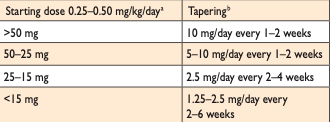 Starting dose 0.25–0.50 mg/kg/dayᵃ Taperingᵇ
>50 mg 10 mg/day every 1–2 weeks
50–25 mg 5–10 mg/day every 1–2 weeks
25–15 mg 2.5 mg/day every 2–4 weeks
<15 mg 1.25–2.5 mg/day every
2–6 weeks